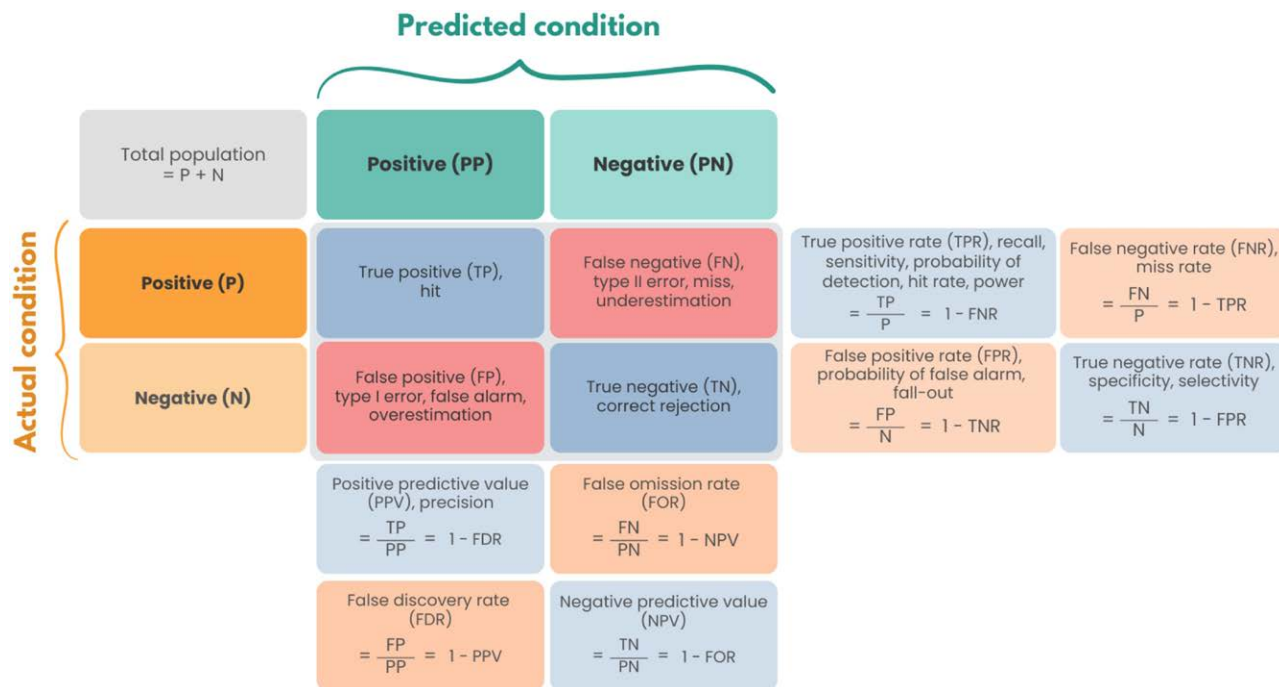 Predicted condition
Total population
= P + N
Positive (PP)
Negative (PN)
Actual condition
Positive (P)
True positive (TP),
hit
False negative (FN),
type II error, miss,
underestimation
True positive rate (TPR), recall,
sensitivity, probability of
detection, hit rate, power
= TP/P = 1 - FNR
False negative rate (FNR),
miss rate
= FN/P = 1 - TPR
Negative (N)
False positive (FP),
type I error, false alarm,
overestimation
True negative (TN),
correct rejection
False positive rate (FPR),
probability of false alarm,
fall-out
= FP/N = 1 - TNR
True negative rate (TNR),
specificity, selectivity
= TN/N = 1 - FPR
Positive predictive value
(PPV), precision
= TP/PP = 1 - FDR
False omission rate
(FOR)
= FN/PN = 1 - NPV
False discovery rate
(FDR)
= FP/PP = 1 - PPV
Negative predictive value
(NPV)
= TN/PN = 1 - FOR